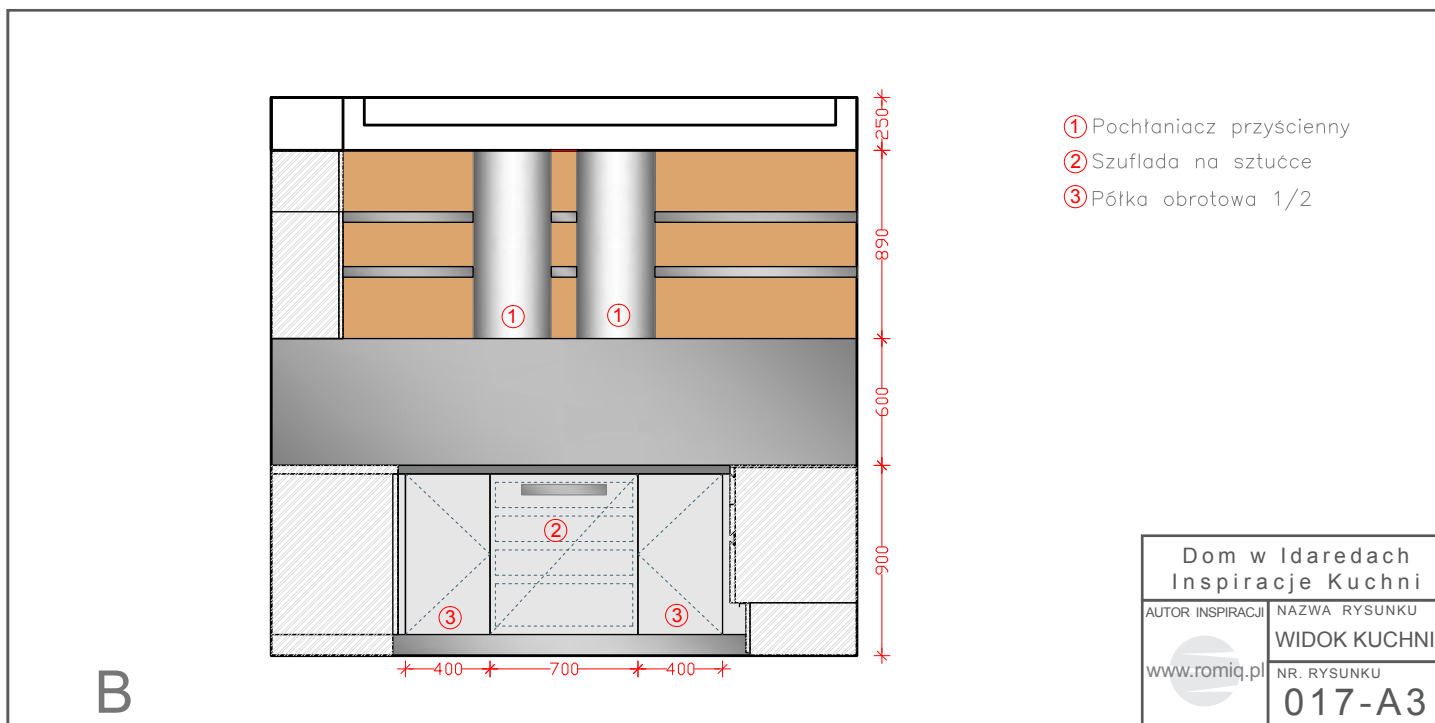 ① Pochłaniacz przyścienny
② Szuflada na sztućce
③ Półka obrotowa 1/2
250
890
600
900
1 1
2
3 3
400 700 400
B
Dom w Idaredach
Inspiracje Kuchni
AUTOR INSPIRACJI
www.romiq.pl
NAZWA RYSUNKU
WIDOK KUCHNI
NR. RYSUNKU
017-A3